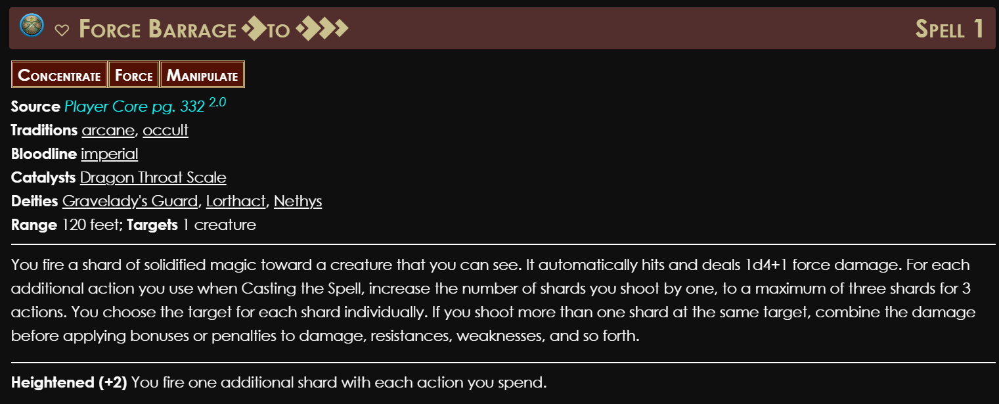 Force Barrage to Spell 1
Concentrate Force Manipulate
Source Player Core pg. 332 2.0
Traditions arcane, occult
Bloodline imperial
Catalysts Dragon Throat Scale
Deities Gravelady's Guard, Lorthact, Nethys
Range 120 feet; Targets 1 creature
You fire a shard of solidified magic toward a creature that you can see. It automatically hits and deals 1d4+1 force damage. For each
additional action you use when Casting the Spell, increase the number of shards you shoot by one, to a maximum of three shards for 3
actions. You choose the target for each shard individually. If you shoot more than one shard at the same target, combine the damage
before applying bonuses or penalties to damage, resistances, weaknesses, and so forth.
Heightened (+2) You fire one additional shard with each action you spend.